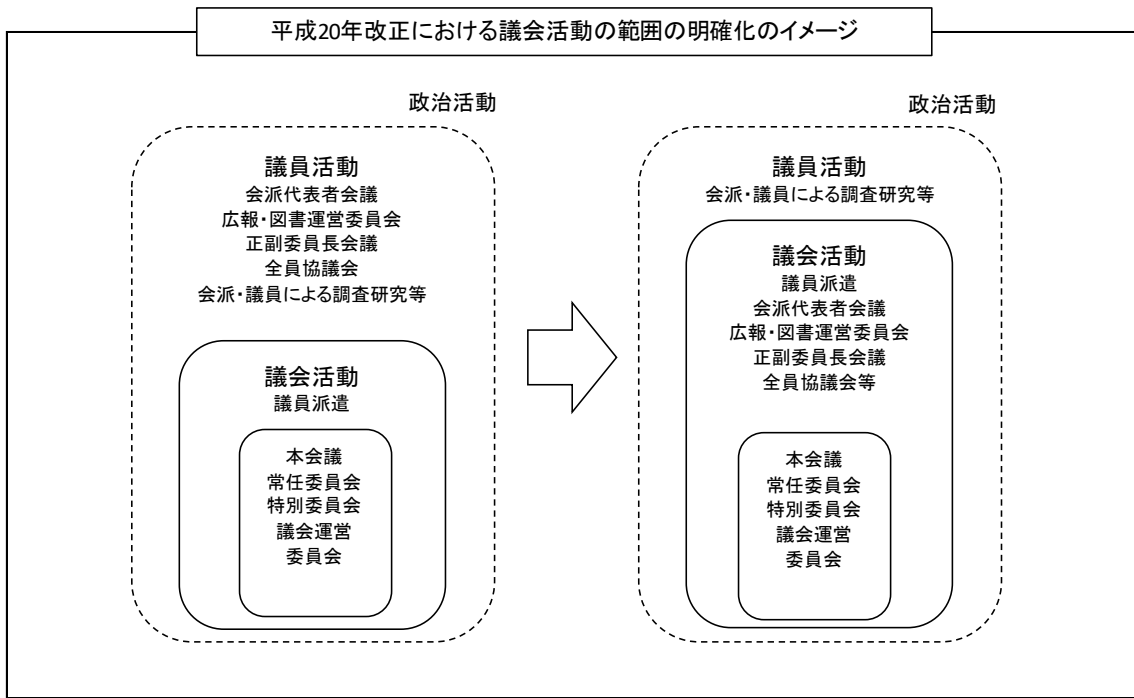 平成20年改正における議会活動の範囲の明確化のイメージ
政治活動
議員活動
会派代表者会議
広報・図書運営委員会
正副委員長会議
全員協議会
会派・議員による調査研究等
議会活動
議員派遣
本会議
常任委員会
特別委員会
議会運営
委員会
政治活動
議員活動
会派・議員による調査研究等
議会活動
議員派遣
会派代表者会議
広報・図書運営委員会
正副委員長会議
全員協議会等
本会議
常任委員会
特別委員会
議会運営
委員会